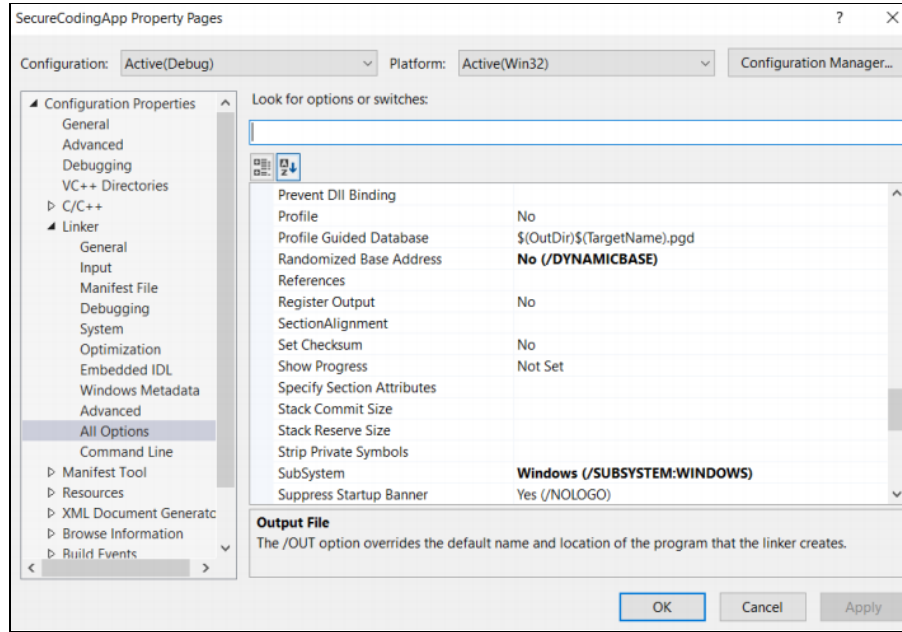 SecureCodingApp Property Pages ? ×
Configuration: Active(Debug) Platform: Active(Win32) Configuration Manager...
Configuration Properties
General
Advanced
Debugging
VC++ Directories
C/C++
Linker
General
Input
Manifest File
Debugging
System
Optimization
Embedded IDL
Windows Metadata
Advanced
All Options
Command Line
Manifest Tool
Resources
XML Document Generatc
Browse Information
Build Events
Look for options or switches:
Prevent Dll Binding
Profile No
Profile Guided Database $(OutDir)$(TargetName).pgd
Randomized Base Address No (/DYNAMICBASE)
References
Register Output No
SectionAlignment
Set Checksum No
Show Progress Not Set
Specify Section Attributes
Stack Commit Size
Stack Reserve Size
Strip Private Symbols
SubSystem Windows (/SUBSYSTEM:WINDOWS)
Suppress Startup Banner Yes (/NOLOGO)
Output File
The /OUT option overrides the default name and location of the program that the linker creates.
OK Cancel Apply